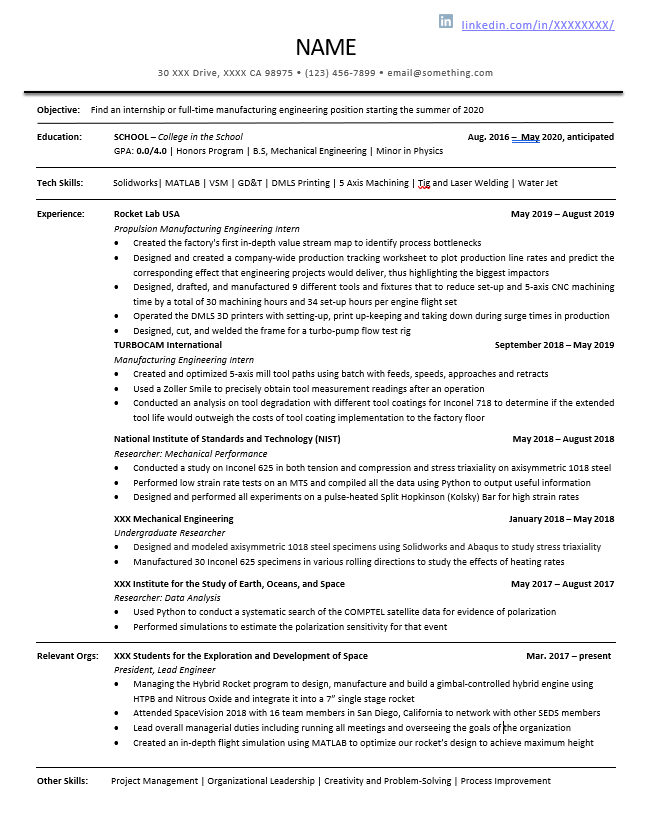 in linkedin.com/in/XXXXXXXX/
NAME
30 XXX Drive, XXXX CA 98975 • (123) 456-7899 • email@something.com
Objective: Find an internship or full-time manufacturing engineering position starting the summer of 2020
Education: SCHOOL – College in the School Aug. 2016 – May 2020, anticipated
GPA: 0.0/4.0 | Honors Program | B.S, Mechanical Engineering | Minor in Physics
Tech Skills: Solidworks| MATLAB | VSM | GD&T | DMLS Printing | 5 Axis Machining | Tig and Laser Welding | Water Jet
Experience: Rocket Lab USA May 2019 – August 2019
Propulsion Manufacturing Engineering Intern
• Created the factory's first in-depth value stream map to identify process bottlenecks
• Designed and created a company-wide production tracking worksheet to plot production line rates and predict the
corresponding effect that engineering projects would deliver, thus highlighting the biggest impactors
• Designed, drafted, and manufactured 9 different tools and fixtures that to reduce set-up and 5-axis CNC machining
time by a total of 30 machining hours and 34 set-up hours per engine flight set
• Operated the DMLS 3D printers with setting-up, print up-keeping and taking down during surge times in production
• Designed, cut, and welded the frame for a turbo-pump flow test rig
TURBOCAM International September 2018 – May 2019
Manufacturing Engineering Intern
• Created and optimized 5-axis mill tool paths using batch with feeds, speeds, approaches and retracts
• Used a Zoller Smile to precisely obtain tool measurement readings after an operation
• Conducted an analysis on tool degradation with different tool coatings for Inconel 718 to determine if the extended
tool life would outweigh the costs of tool coating implementation to the factory floor
National Institute of Standards and Technology (NIST) May 2018 – August 2018
Researcher: Mechanical Performance
• Conducted a study on Inconel 625 in both tension and compression and stress triaxiality on axisymmetric 1018 steel
• Performed low strain rate tests on an MTS and compiled all the data using Python to output useful information
• Designed and performed all experiments on a pulse-heated Split Hopkinson (Kolsky) Bar for high strain rates
XXX Mechanical Engineering January 2018 – May 2018
Undergraduate Researcher
• Designed and modeled axisymmetric 1018 steel specimens using Solidworks and Abaqus to study stress triaxiality
• Manufactured 30 Inconel 625 specimens in various rolling directions to study the effects of heating rates
XXX Institute for the Study of Earth, Oceans, and Space May 2017 – August 2017
Researcher: Data Analysis
• Used Python to conduct a systematic search of the COMPTEL satellite data for evidence of polarization
• Performed simulations to estimate the polarization sensitivity for that event
Relevant Orgs: XXX Students for the Exploration and Development of Space Mar. 2017 – present
President, Lead Engineer
• Managing the Hybrid Rocket program to design, manufacture and build a gimbal-controlled hybrid engine using
HTPB and Nitrous Oxide and integrate it into a 7” single stage rocket
• Attended SpaceVision 2018 with 16 team members in San Diego, California to network with other SEDS members
• Lead overall managerial duties including running all meetings and overseeing the goals of the organization
• Created an in-depth flight simulation using MATLAB to optimize our rocket's design to achieve maximum height
Other Skills: Project Management | Organizational Leadership | Creativity and Problem-Solving | Process Improvement